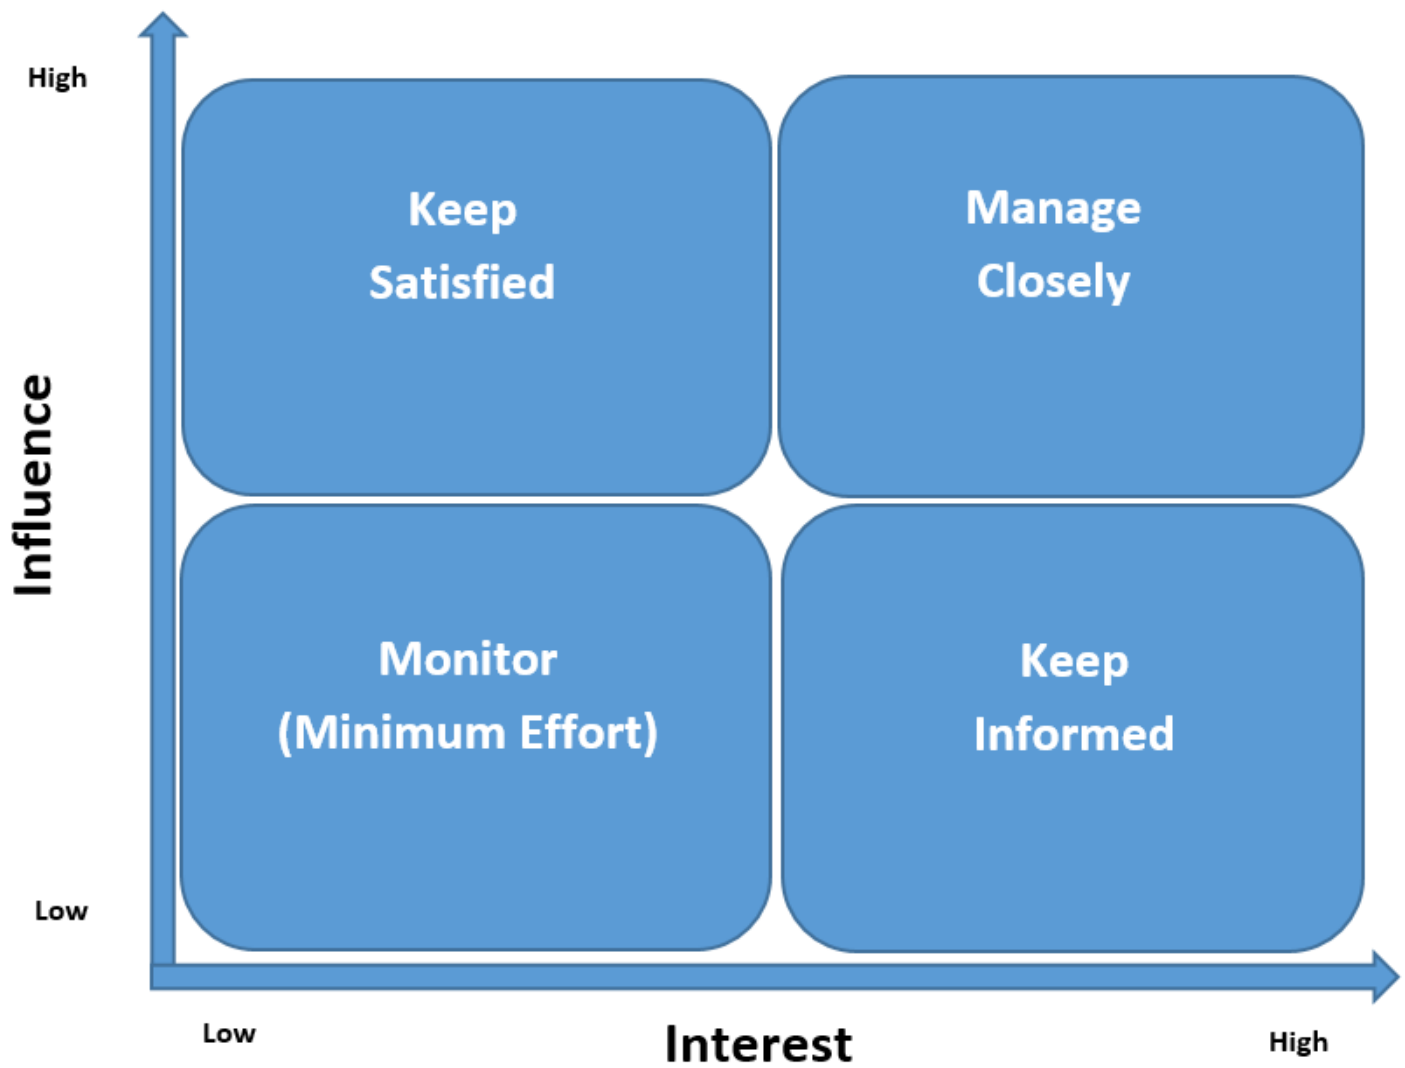 High
Keep
Satisfied
Manage
Closely
Influence
Monitor
(Minimum Effort)
Keep
Informed
Low
Low
Interest
High